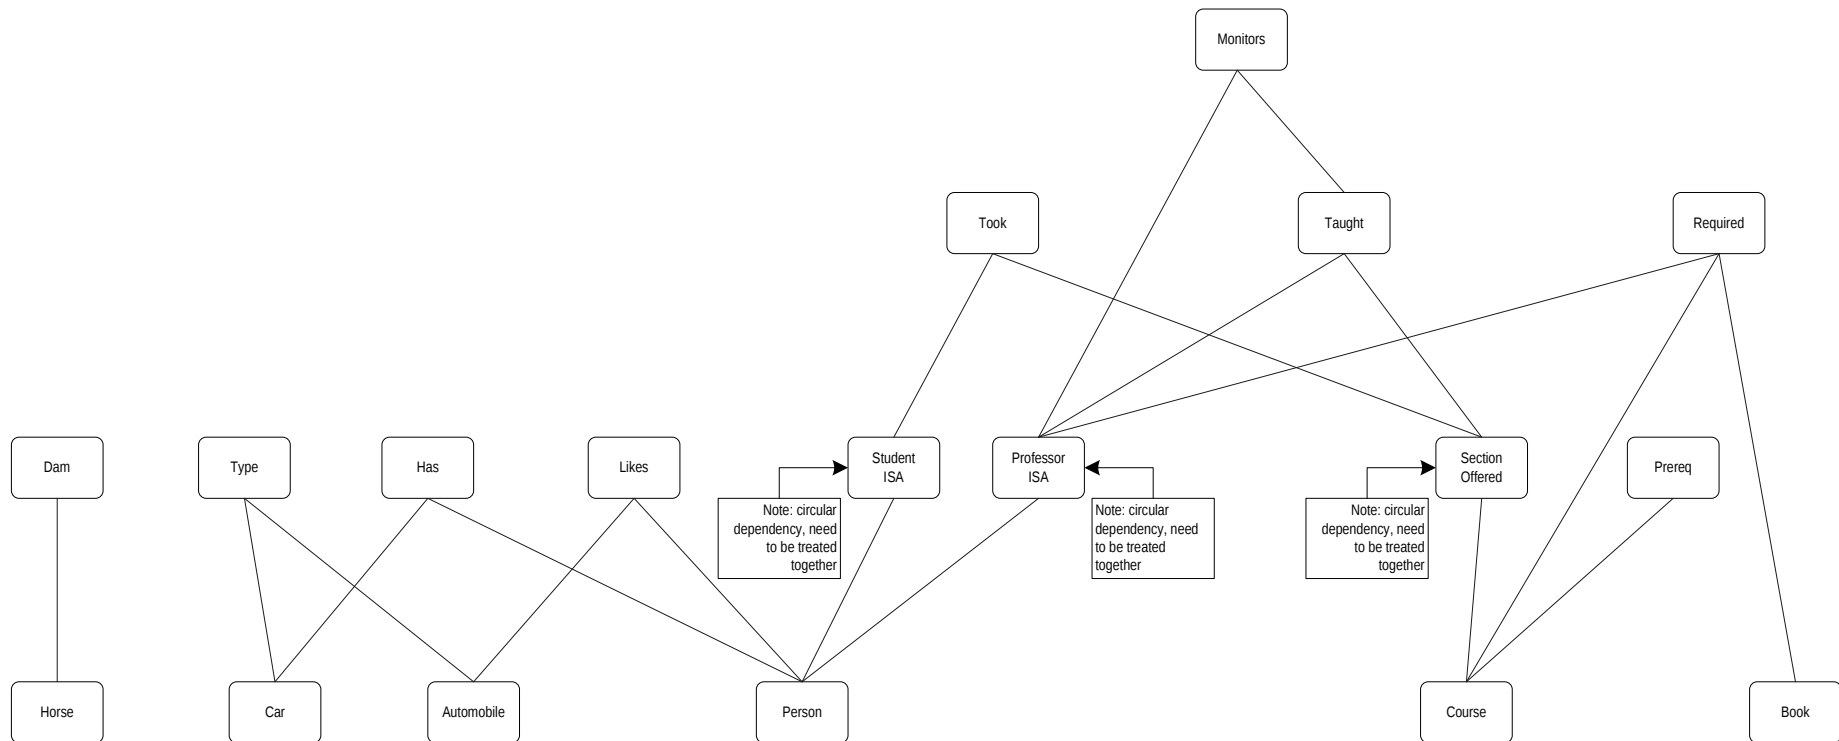 Monitors
Took
Taught
Required
Dam
Type
Has
Likes
Student
ISA
Professor
ISA
Section
Offered
Prereq
Note: circular
dependency, need
to be treated
together
Note: circular
dependency, need
to be treated
together
Note: circular
dependency, need
to be treated
together
Horse
Car
Automobile
Person
Course
Book